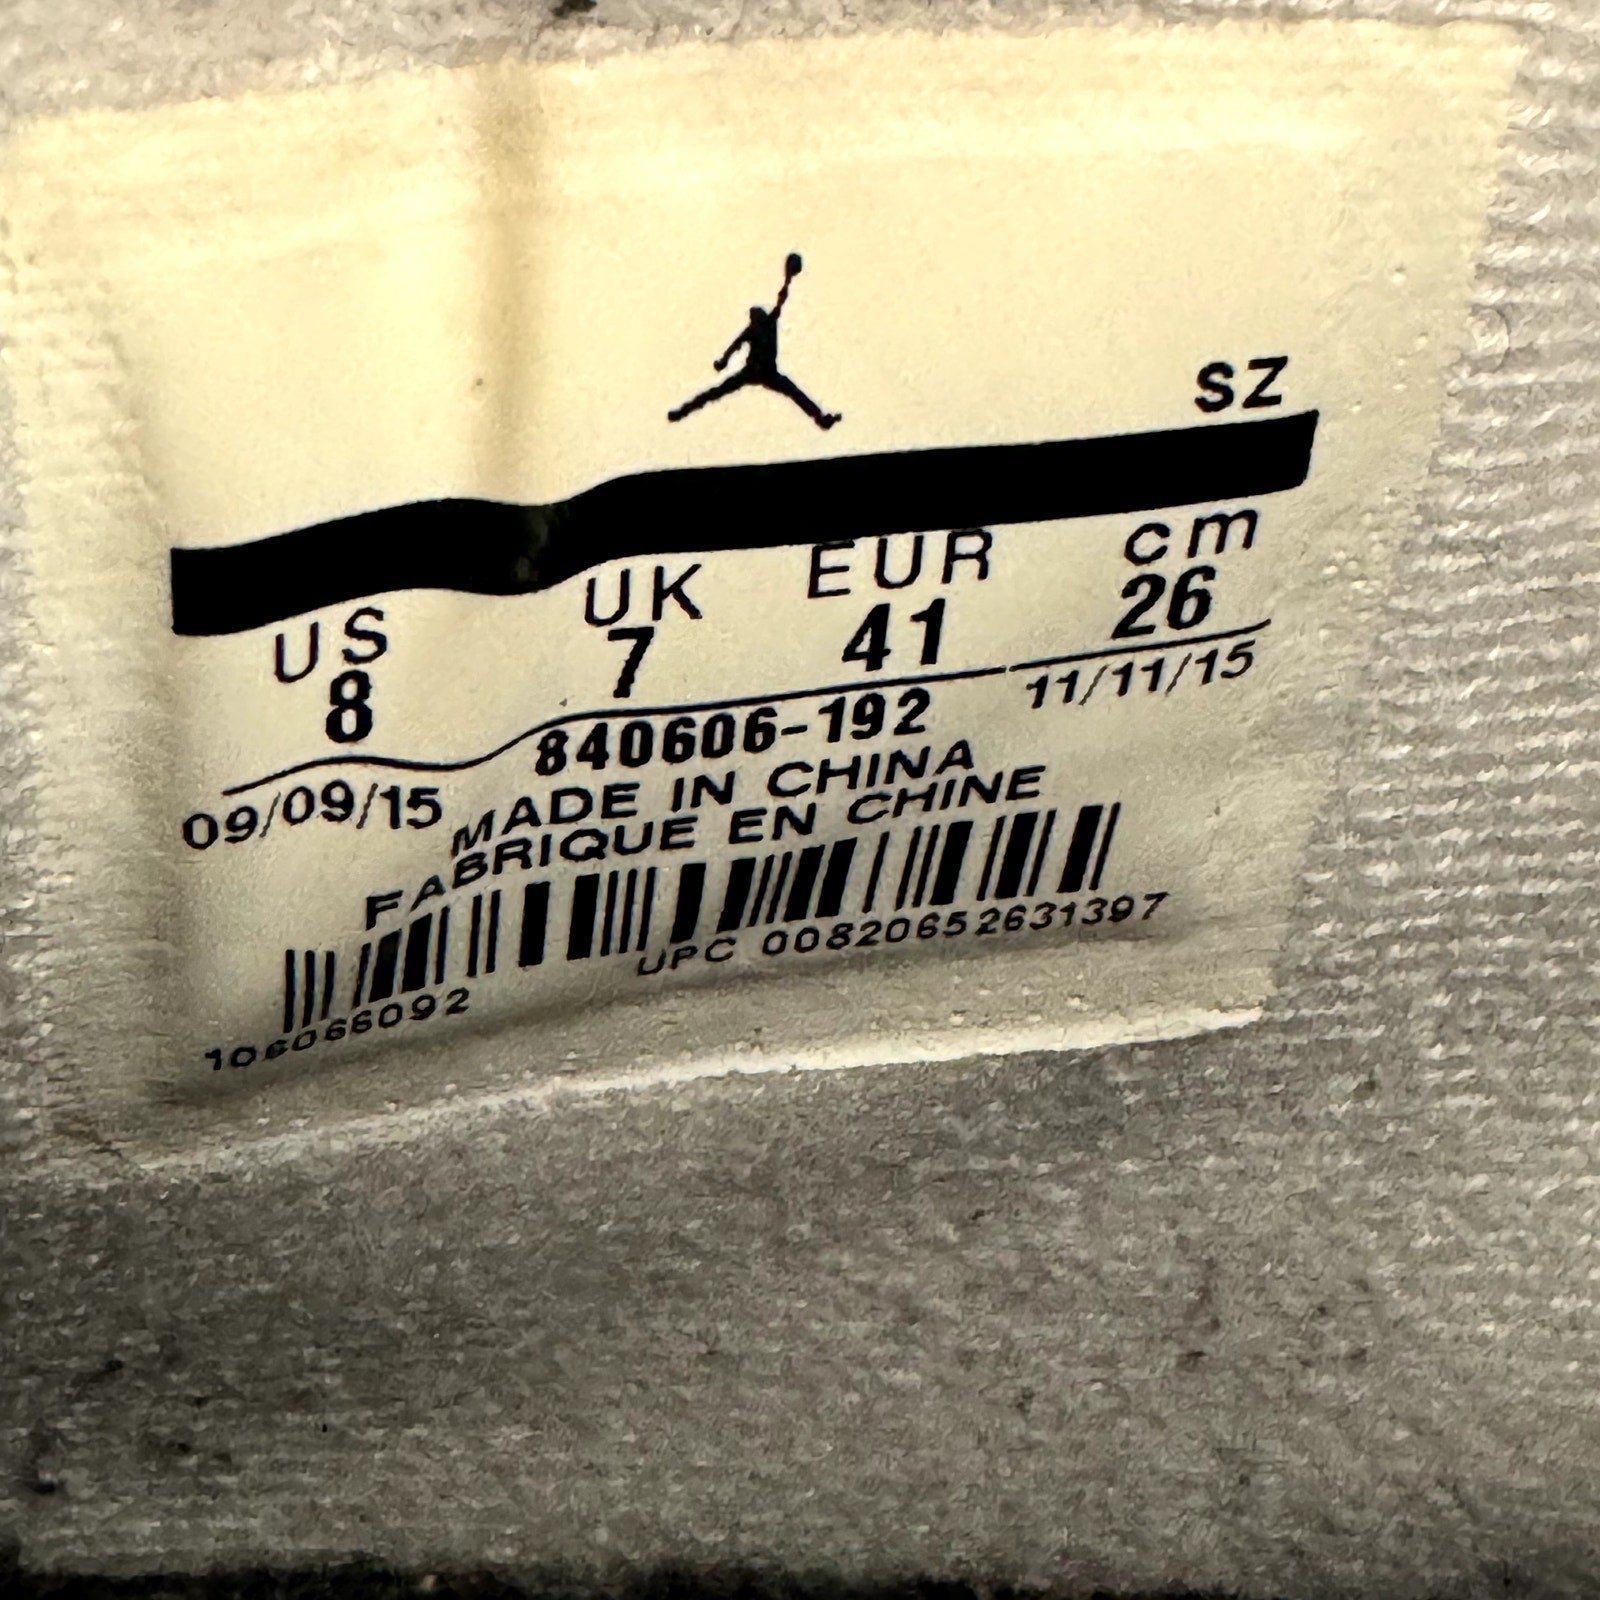 SZ
US UK EUR cm
8 7 41 26
09/09/15 840606-192 11/11/15
MADE IN CHINA
FABRIQUE EN CHINE
106066092 UPC 00820652631397